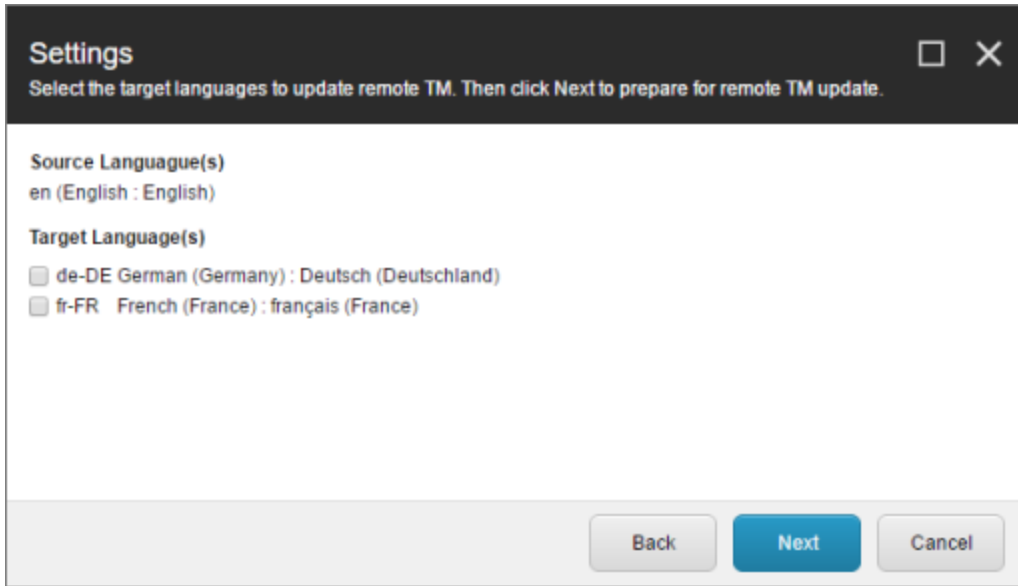 Settings
Select the target languages to update remote TM. Then click Next to prepare for remote TM update.
Source Languague(s)
en (English : English)
Target Language(s)
de-DE German (Germany) : Deutsch (Deutschland)
fr-FR French (France) : français (France)
Back Next Cancel